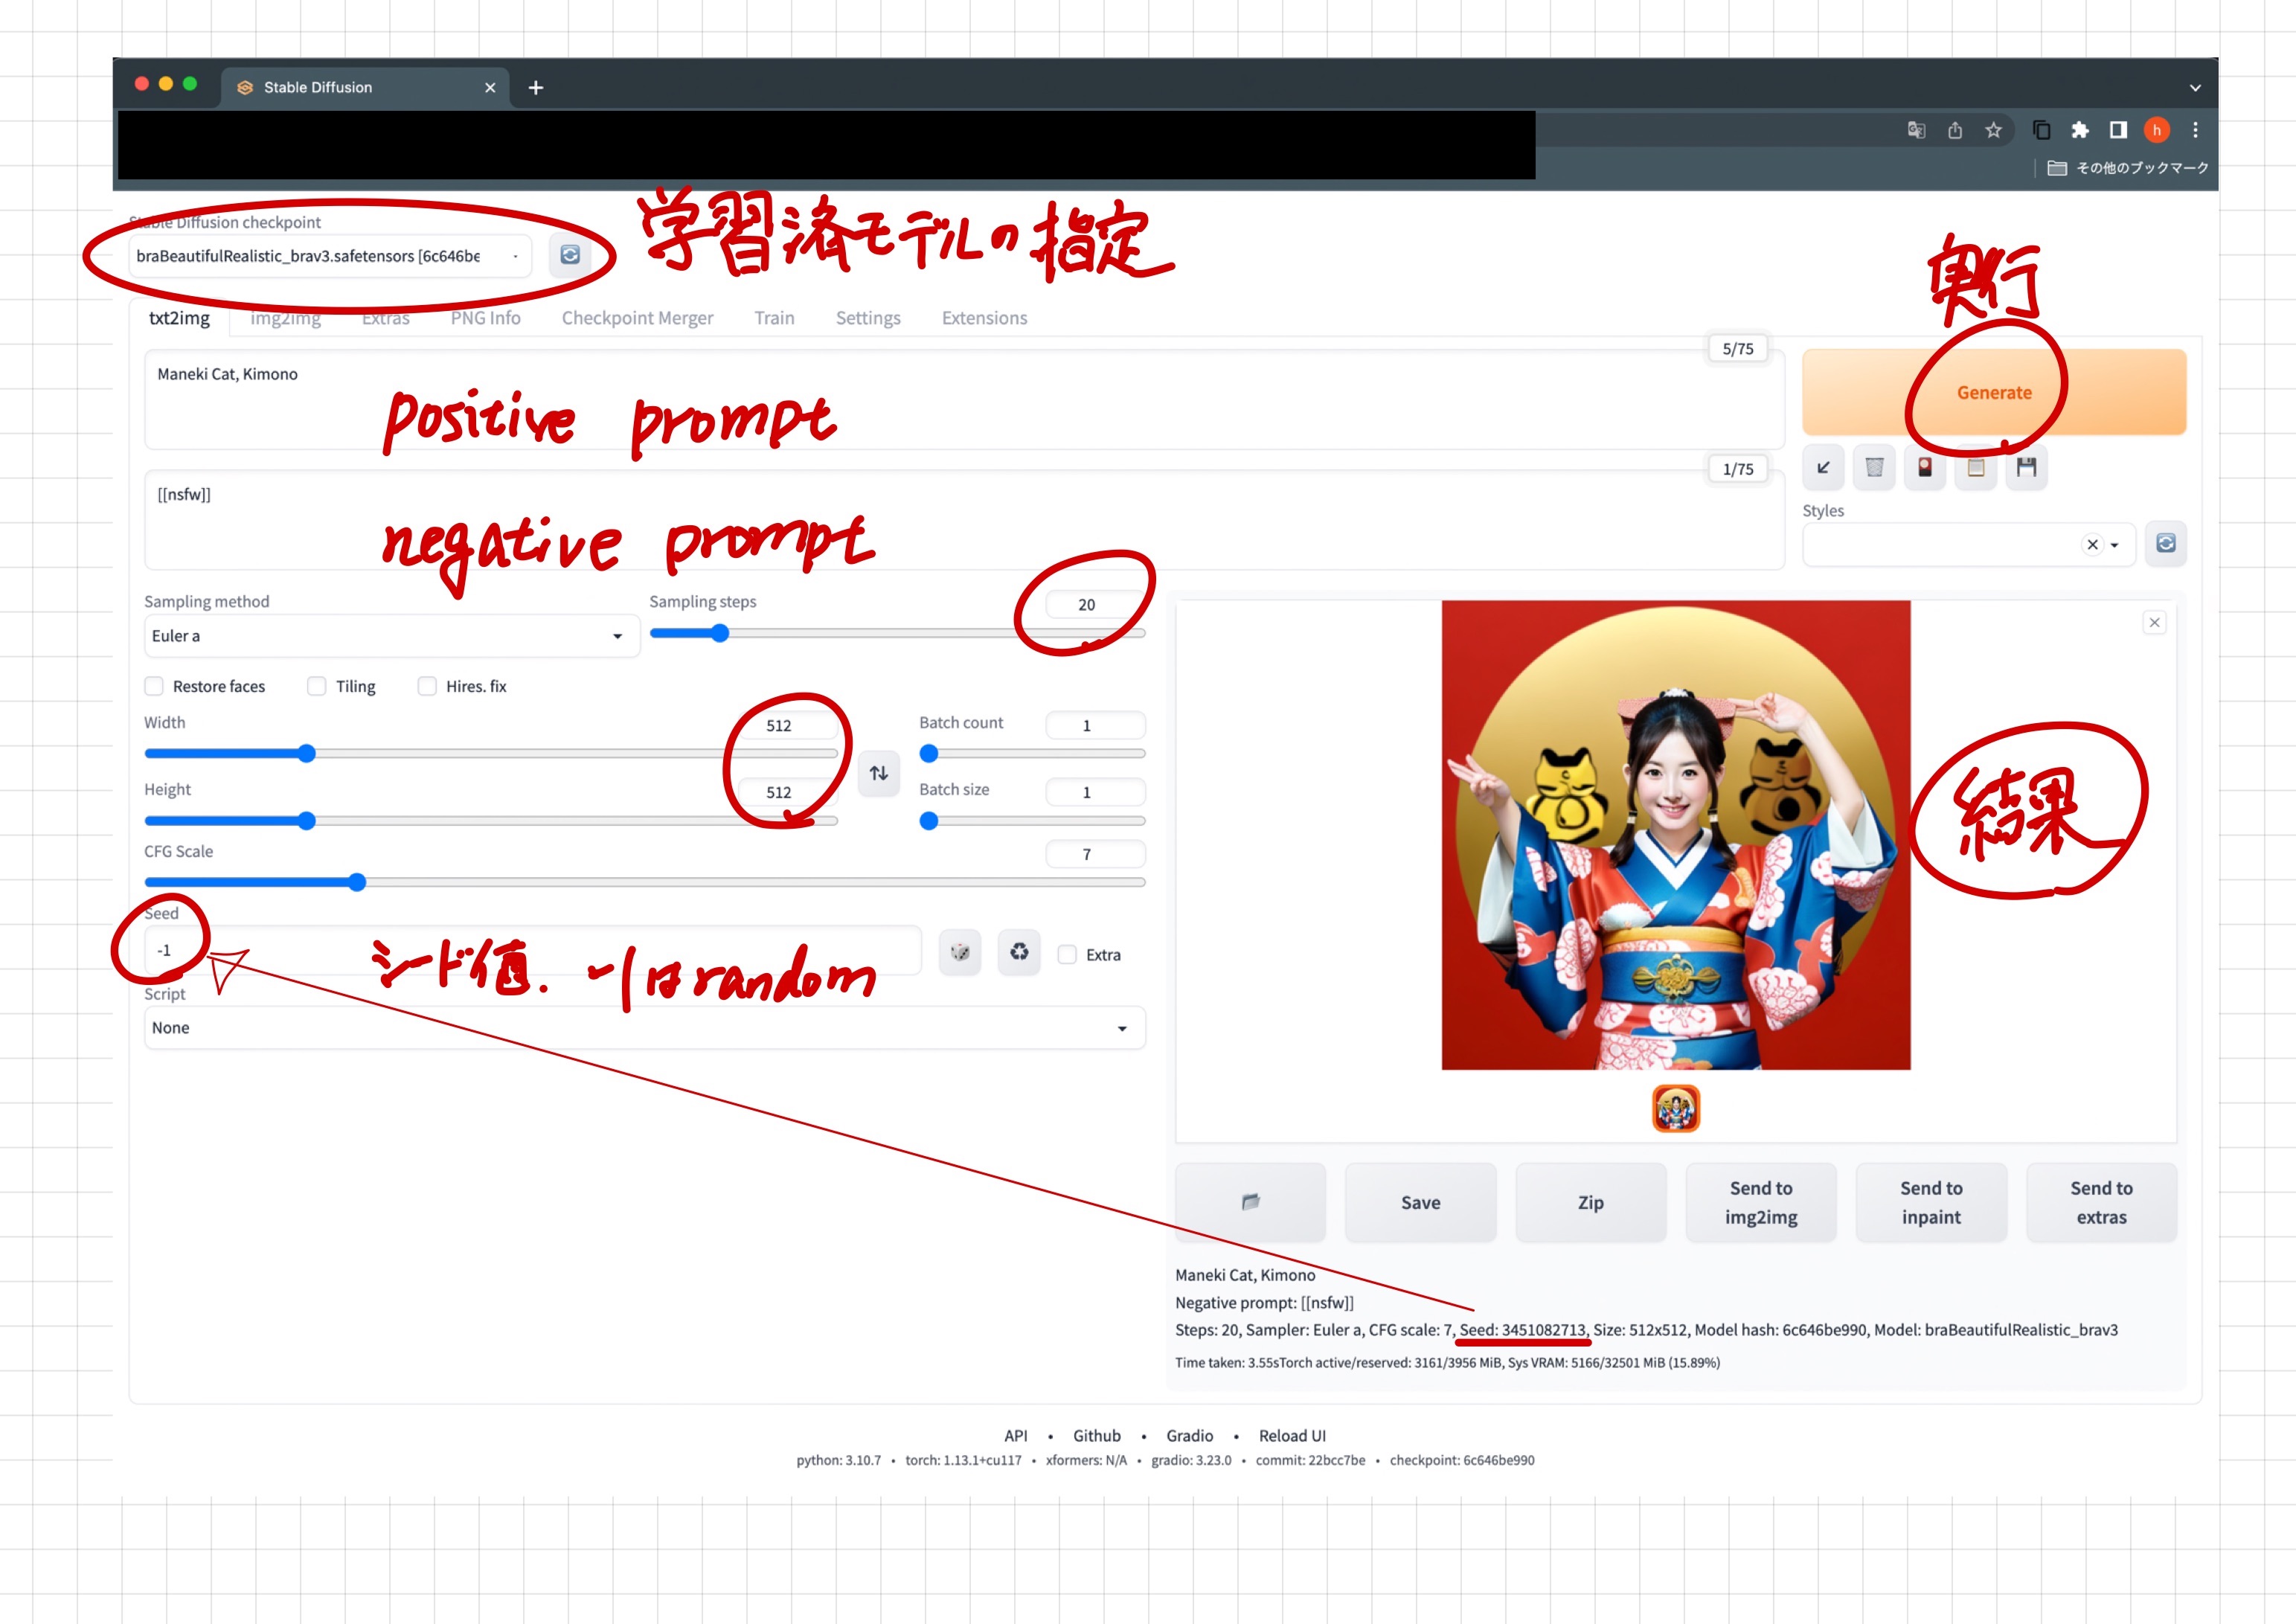 Stable Diffusion
h
その他のブックマーク
Stable Diffusion checkpoint
braBeautifulRealistic_brav3.safetensors [6c646be
学習済モデルの指定
実行
txt2img img2img Extras PNG Info Checkpoint Merger Train Settings Extensions
5/75
Maneki Cat, Kimono
positive prompt
Generate
1/75
[[nsfw]]
negative prompt
Styles
Sampling method
Euler a
Sampling steps
20
Restore faces Tiling Hires. fix
Width
512
Batch count
1
Height
512
Batch size
1
CFG Scale
7
結果
Seed
-1
シード値. -1は random
Extra
Script
None
Save
Zip
Send to
img2img
Send to
inpaint
Send to
extras
Maneki Cat, Kimono
Negative prompt: [[nsfw]]
Steps: 20, Sampler: Euler a, CFG scale: 7, Seed: 3451082713, Size: 512x512, Model hash: 6c646be990, Model: braBeautifulRealistic_brav3
Time taken: 3.55sTorch active/reserved: 3161/3956 MiB, Sys VRAM: 5166/32501 MiB (15.89%)
API • Github • Gradio • Reload UI
python: 3.10.7 • torch: 1.13.1+cu117 • xformers: N/A • gradio: 3.23.0 • commit: 22bcc7be • checkpoint: 6c646be990